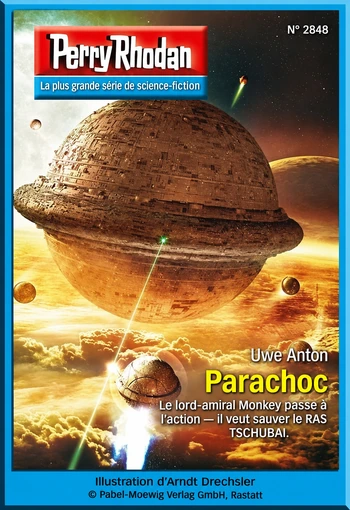 Perry Rhodan
N° 2848
La plus grande série de science-fiction
Uwe Anton
Parachoc
Le lord-amiral Monkey passe à
l'action — il veut sauver le RAS
TSCHUBAI.
Illustration d'Arndt Drechsler
© Pabel-Moewig Verlag GmbH, Rastatt